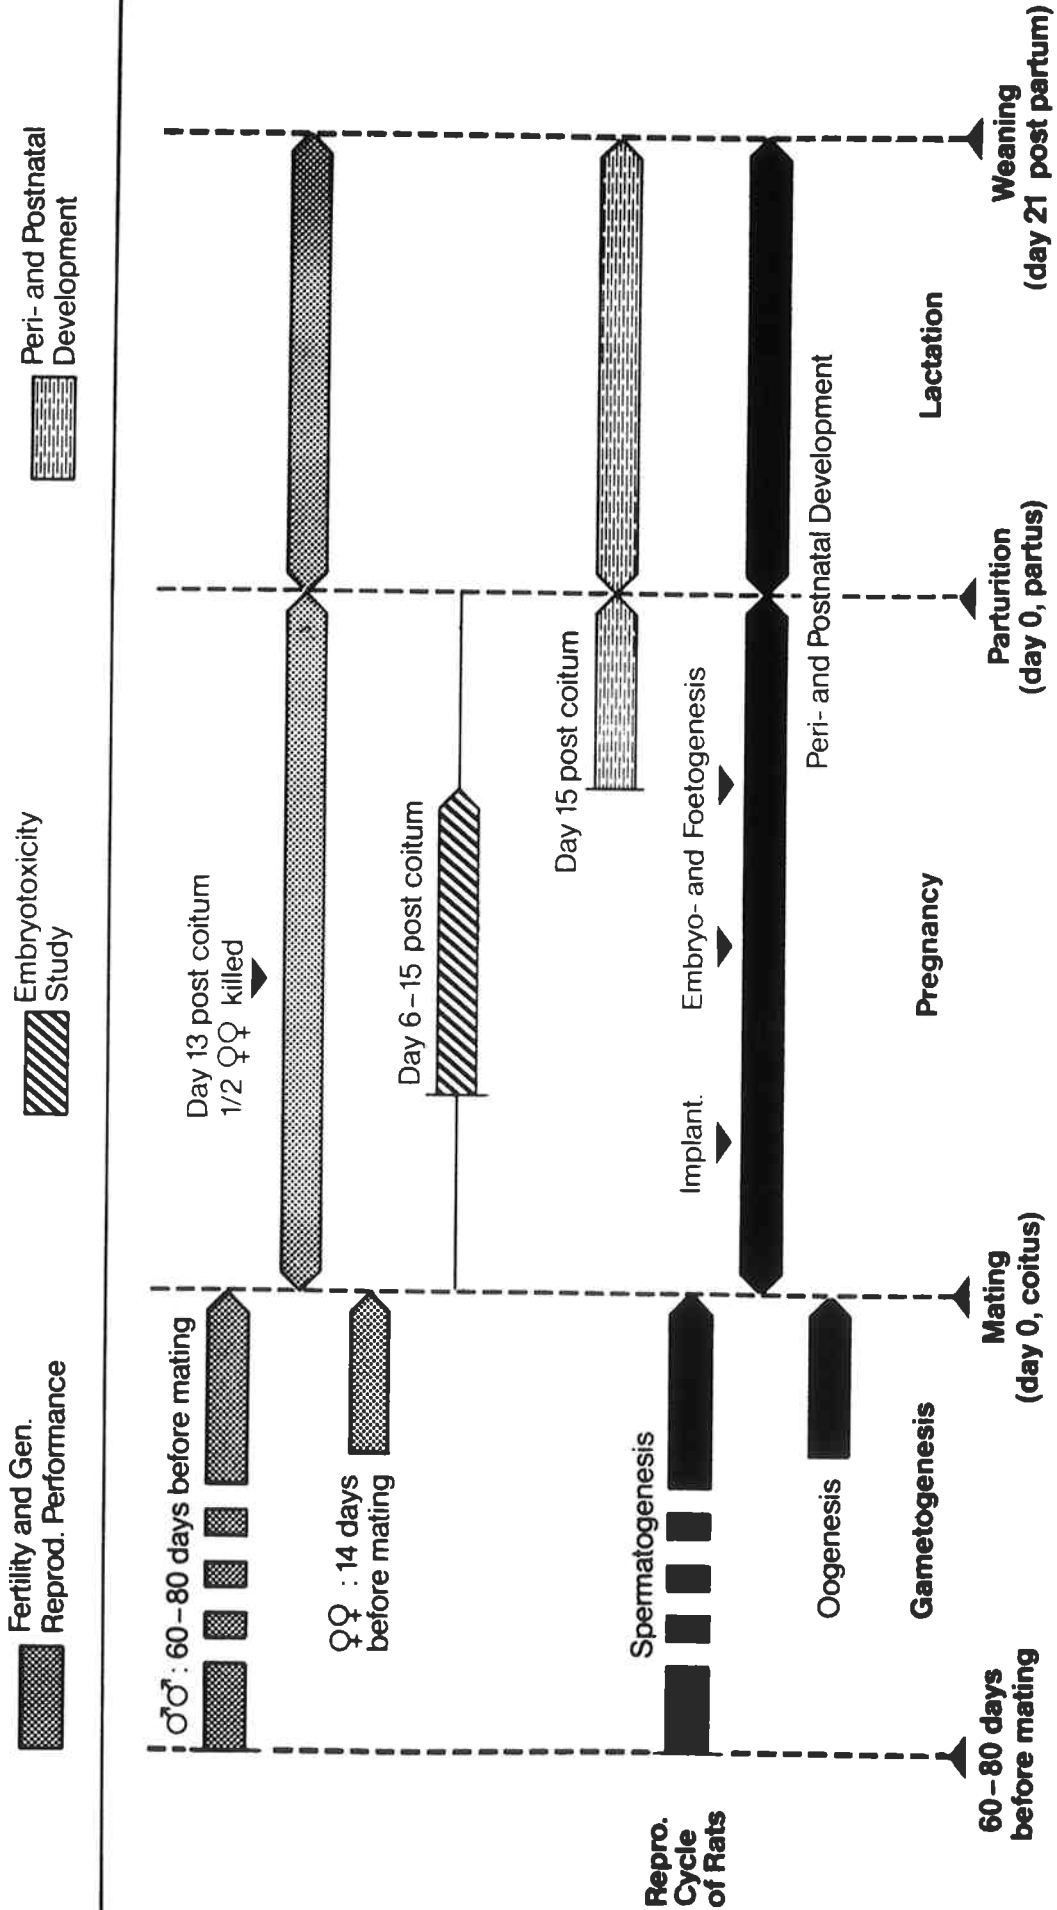 Fertility and Gen.
Reprod. Performance
Embryotoxicity
Study
Peri- and Postnatal
Development
♂♂: 60–80 days before mating
Day 13 post coitum
1/2 ♀♀ killed
♀♀ : 14 days
before mating
Day 6–15 post coitum
Day 15 post coitum
Repro.
Cycle
of Rats
Spermatogenesis
Implant.
Embryo- and Foetogenesis
Oogenesis
Peri- and Postnatal Development
Gametogenesis
Pregnancy
Lactation
60–80 days
before mating
Mating
(day 0, coitus)
Parturition
(day 0, partus)
Weaning
(day 21 post partum)